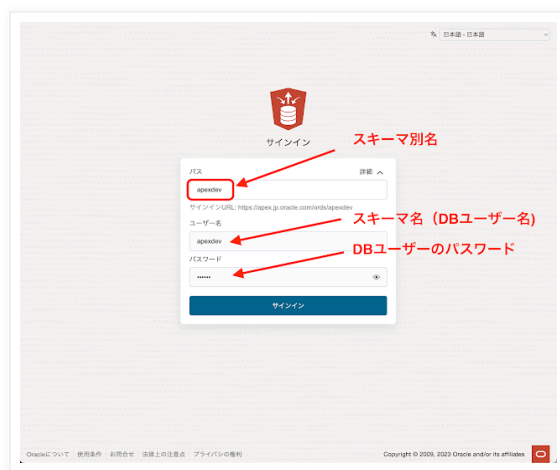 日本語 - 日本語
サインイン
スキーマ別名
パス
詳細
apexdev
サインインURL: https://apex.jp.oracle.com/ords/apexdev
ユーザー名
スキーマ名（DBユーザー名)
apexdev
パスワード
DBユーザーのパスワード
••••••
サインイン
Oracleについて
使用条件
お問合せ
法律上の注意点
プライバシの権利
Copyright © 2009, 2023 Oracle and/or its affiliates